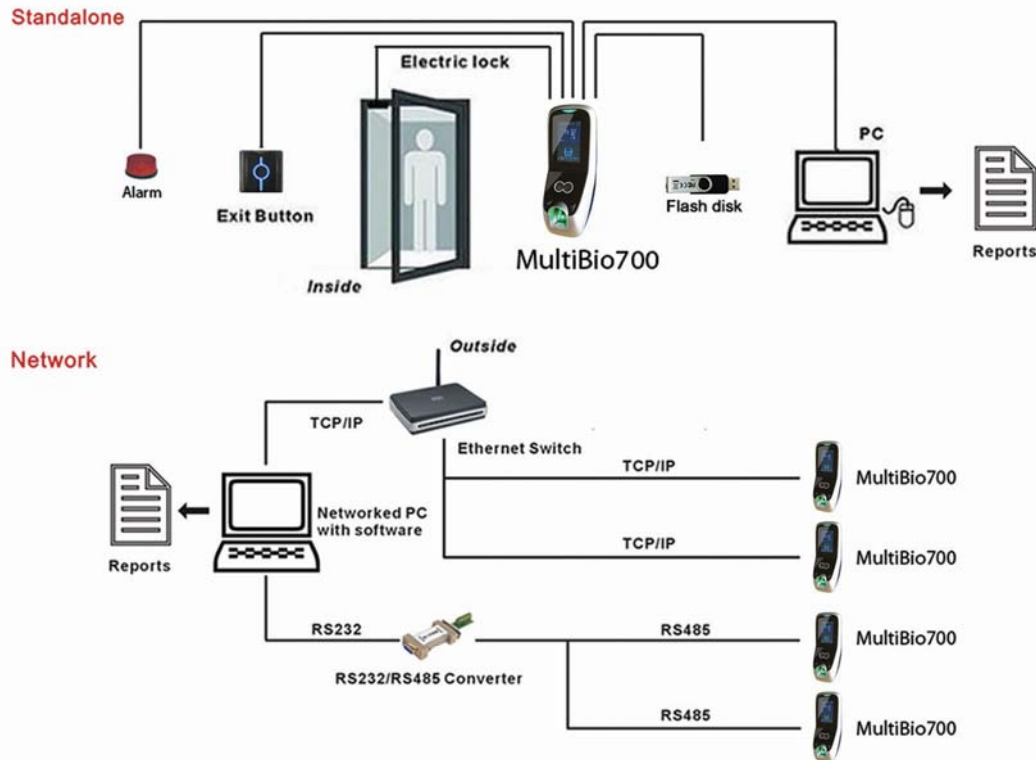 Standalone
Electric lock
PC
Alarm
Exit Button
Flash disk
MultiBio700
Reports
Inside
Network
Outside
TCP/IP
Ethernet Switch
TCP/IP
MultiBio700
Networked PC
with software
Reports
TCP/IP
MultiBio700
RS232
RS485
MultiBio700
RS232/RS485 Converter
RS485
MultiBio700